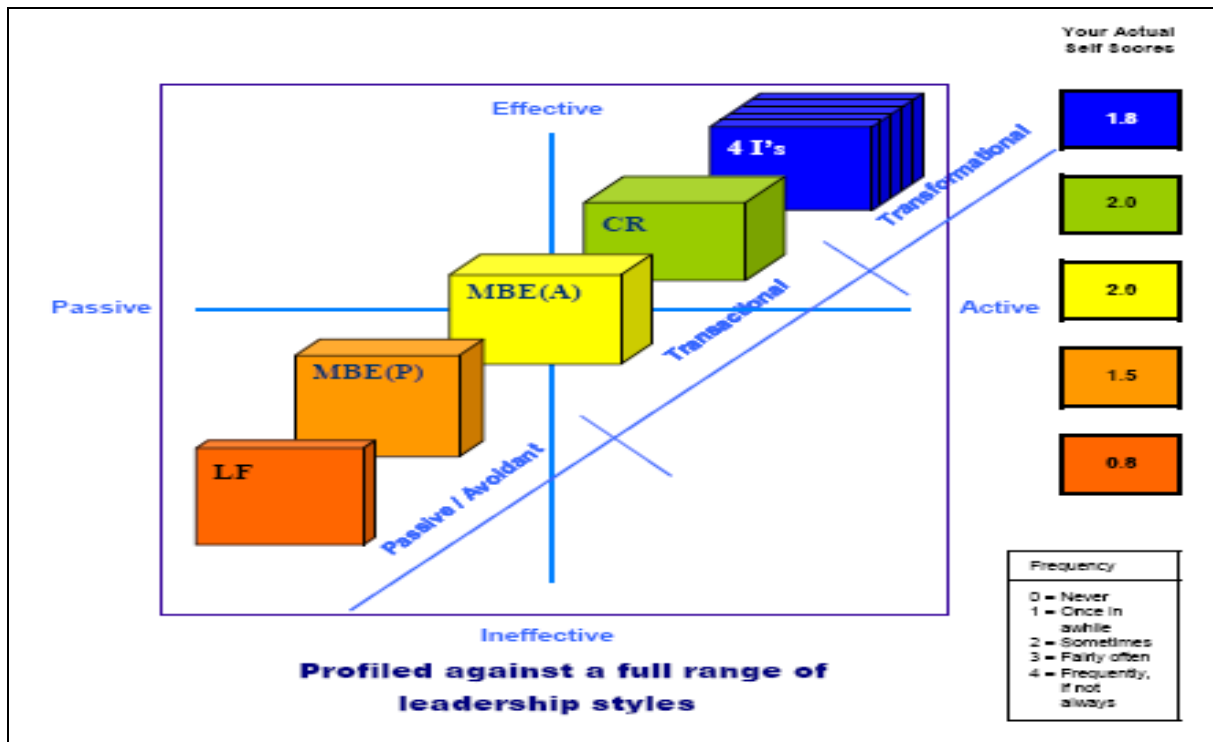 Your Actual
Self Scores
Effective
1.8
4 I's
Transformational
2.0
CR
MBE(A)
2.0
Passive
Active
Transactional
MBE(P)
1.5
LF
0.8
Passive / Avoidant
Frequency
0 = Never
1 = Once in
awhile
2 = Sometimes
3 = Fairly often
4 = Frequently,
if not
always
Ineffective
Profiled against a full range of
leadership styles